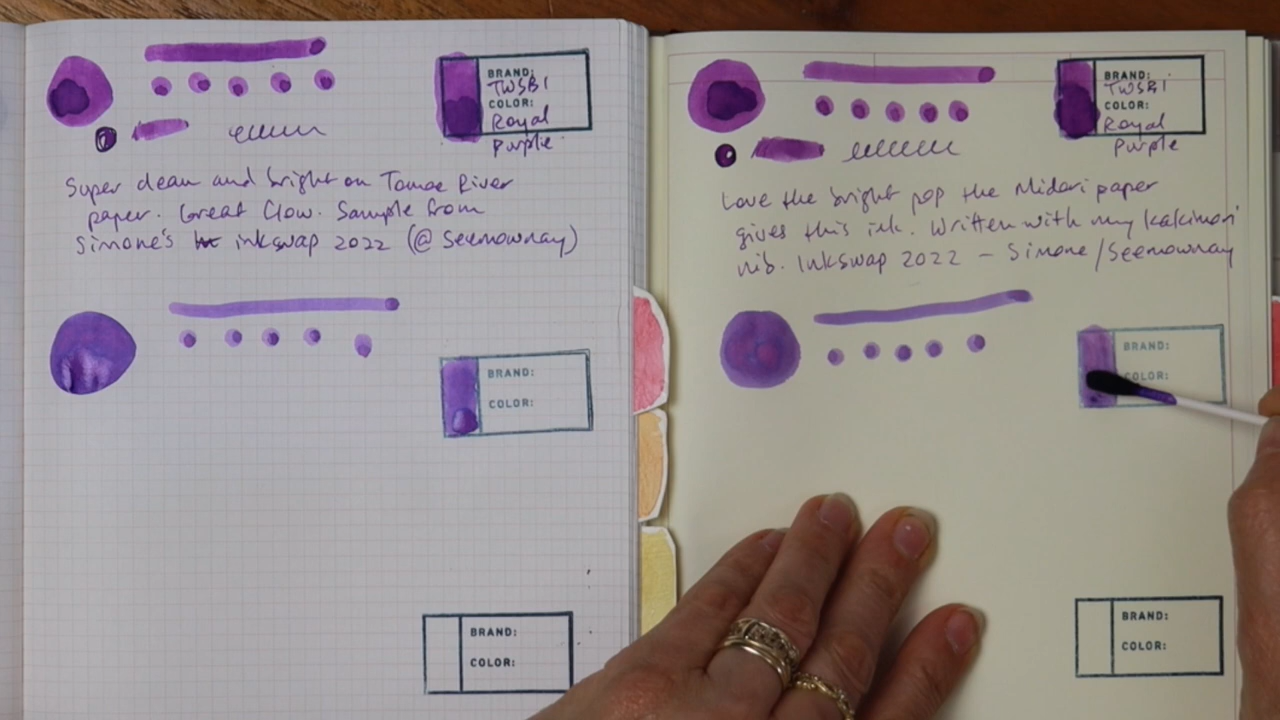 BRAND:
TWSBI
COLOR:
Royal
Purple
Super clean and bright on Tomoe River
paper. Great flow. Sample from
Simone's inkswap 2022 (@Seemownay)
BRAND:
COLOR:
BRAND:
COLOR:
BRAND:
TWSBI
COLOR:
Royal
Purple
Love the bright pop the Midori paper
gives this ink. Written with my Kakimori
nib. Inkswap 2022 – Simone/Seemownay
BRAND:
COLOR:
BRAND:
COLOR: